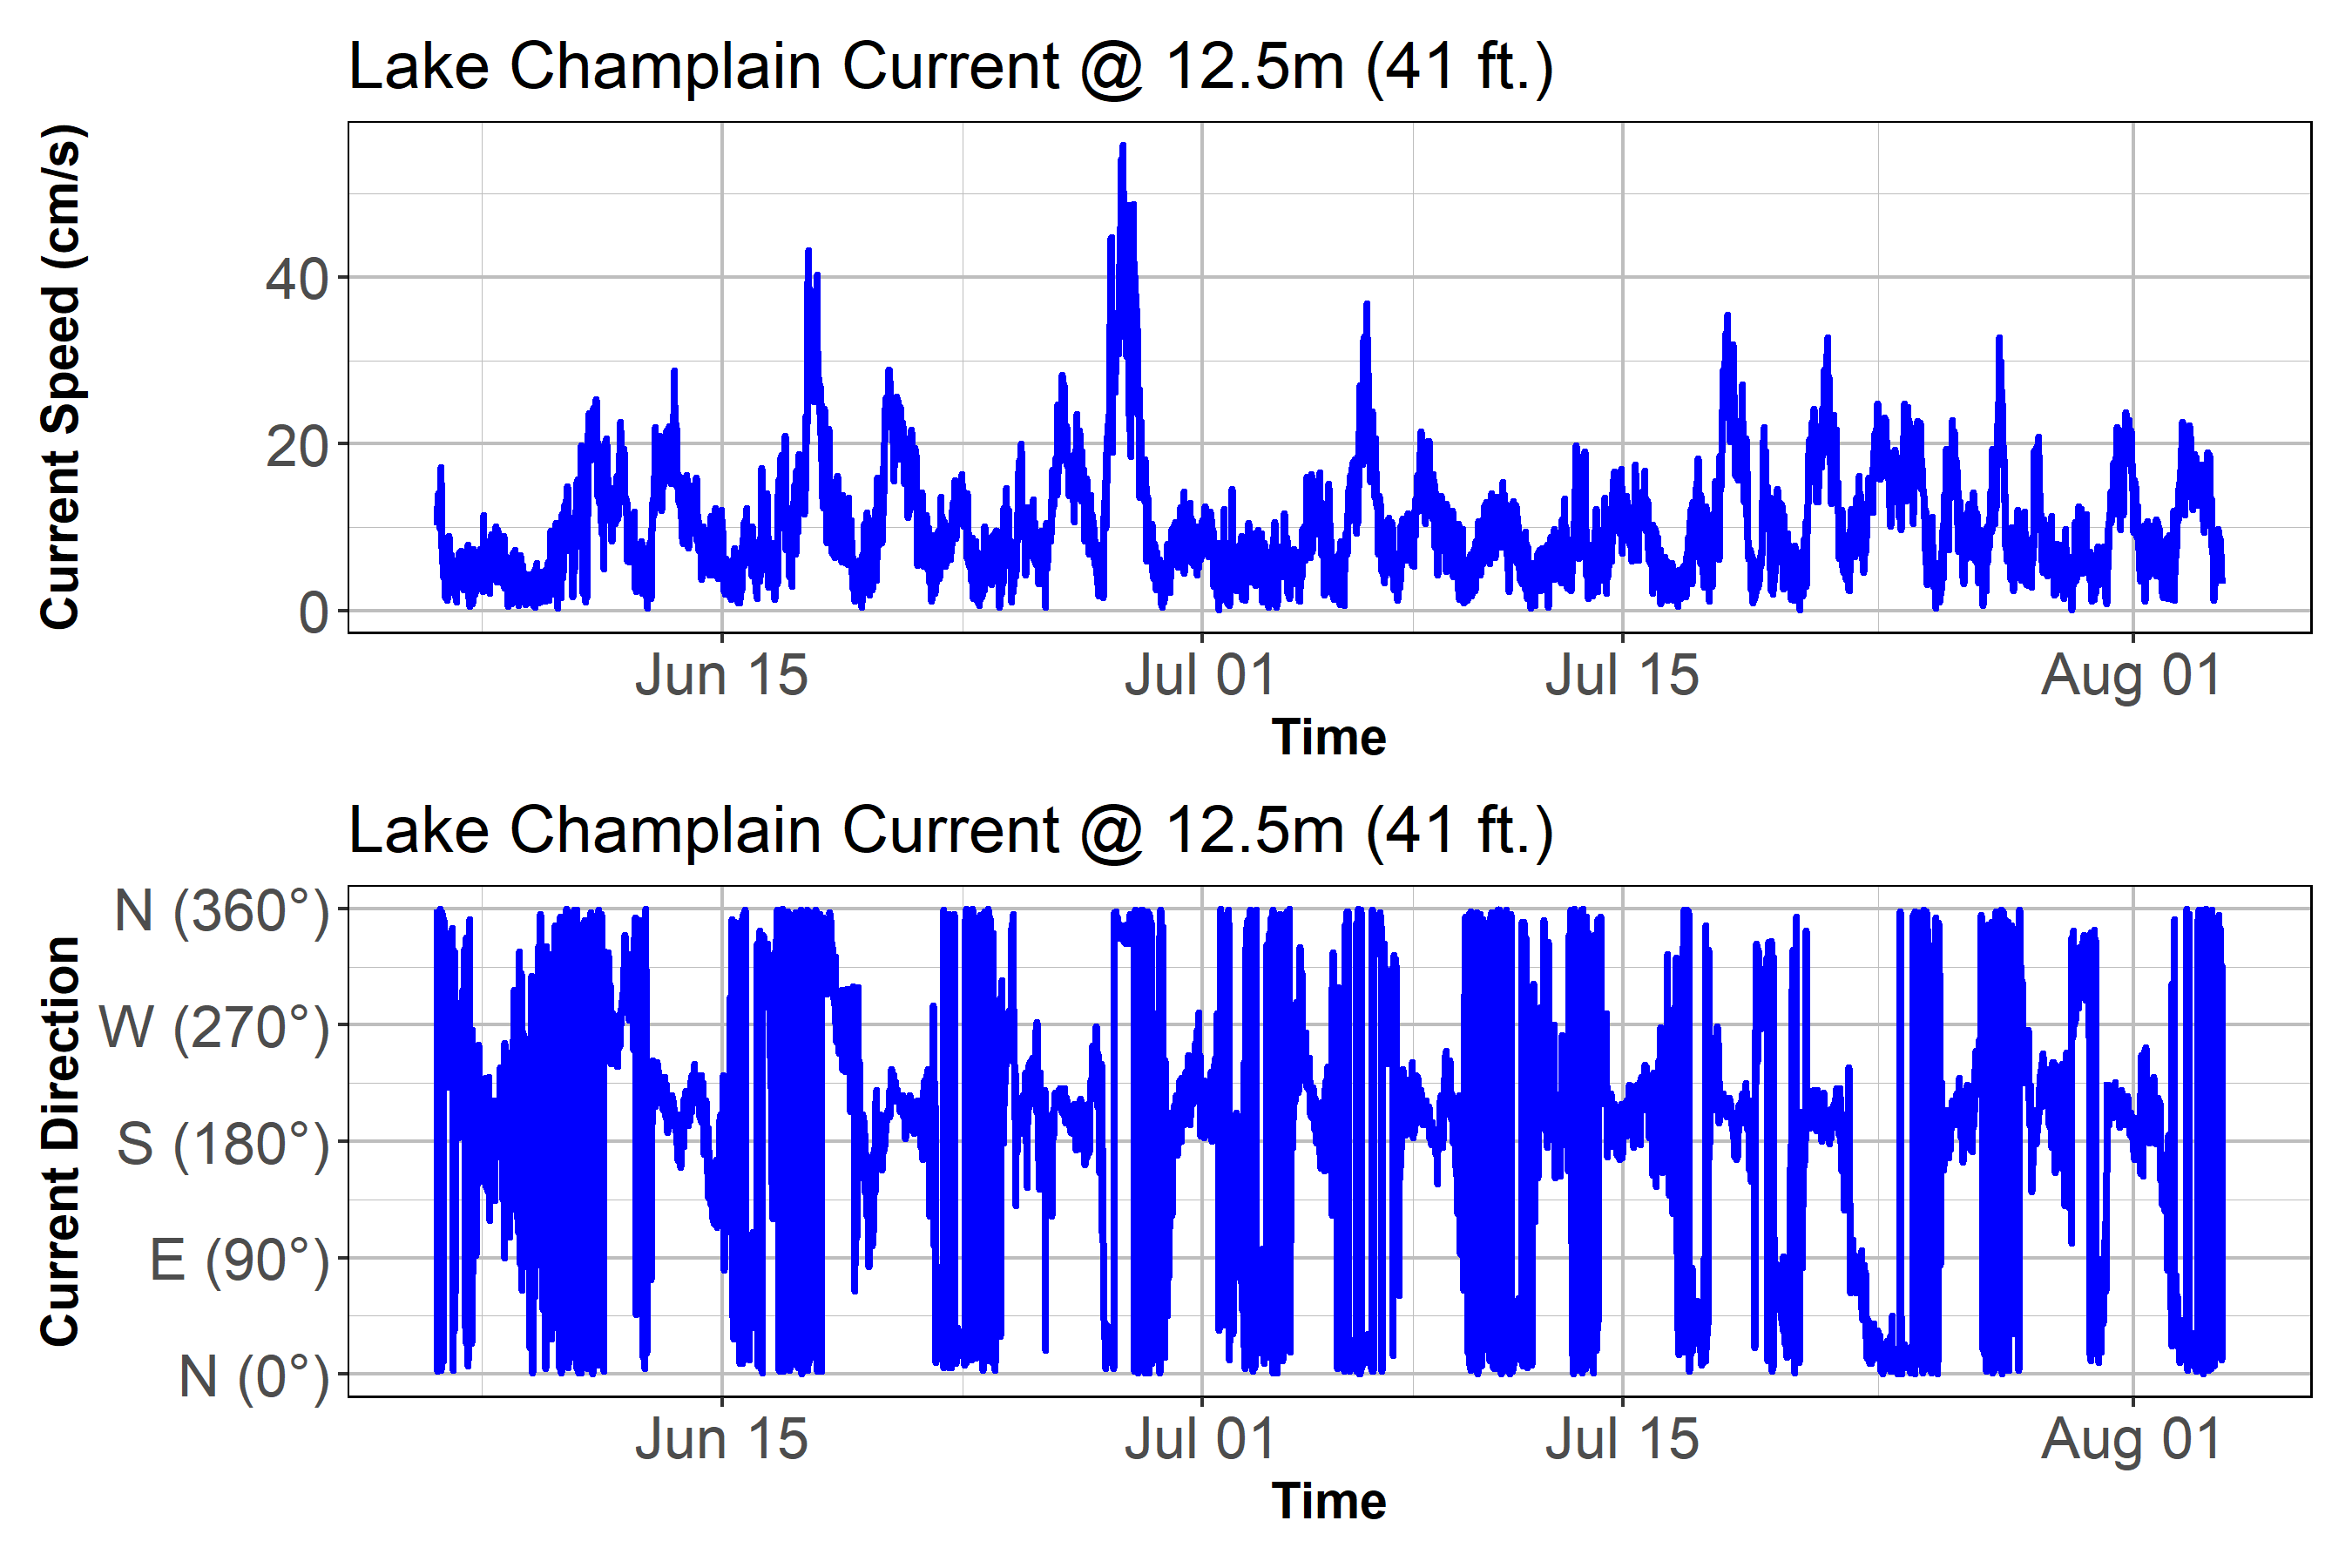 Lake Champlain Current @ 12.5m (41 ft.)
Current Speed (cm/s)
40
20
0
Jun 15 Jul 01 Jul 15 Aug 01
Time
Lake Champlain Current @ 12.5m (41 ft.)
Current Direction
N (360°)
W (270°)
S (180°)
E (90°)
N (0°)
Jun 15 Jul 01 Jul 15 Aug 01
Time